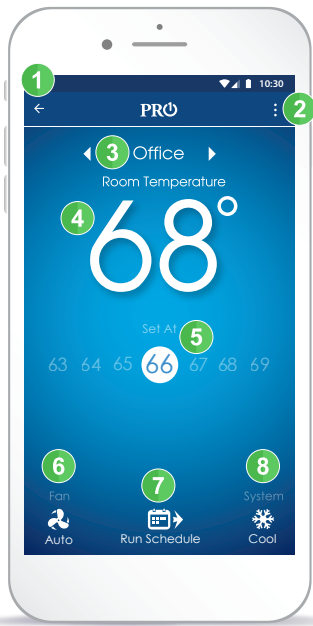 1
10:30
PRO
2
3 Office
Room Temperature
4 68°
Set At 5
63 64 65 66 67 68 69
6 7 8
Fan System
Auto Run Schedule Cool